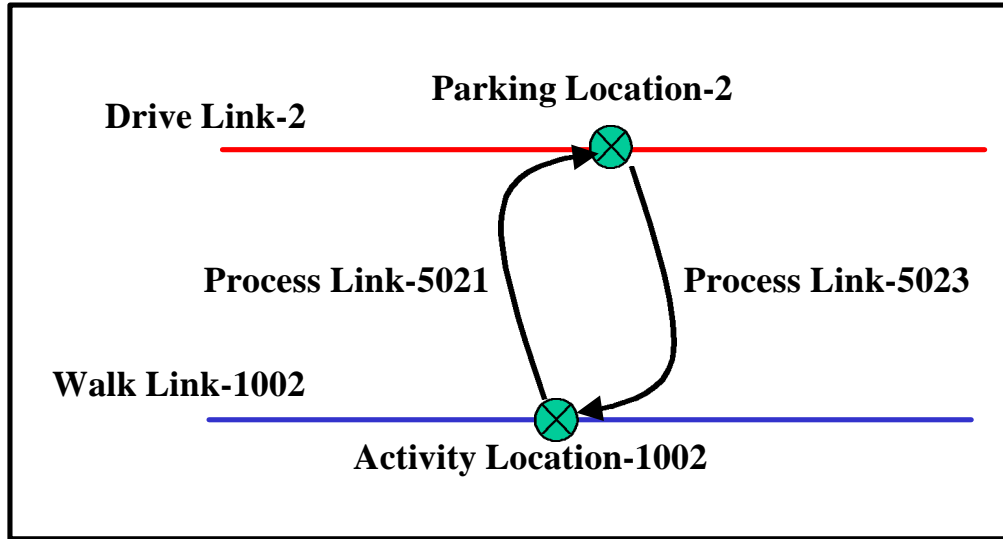 Parking Location-2
Drive Link-2
Process Link-5021
Process Link-5023
Walk Link-1002
Activity Location-1002